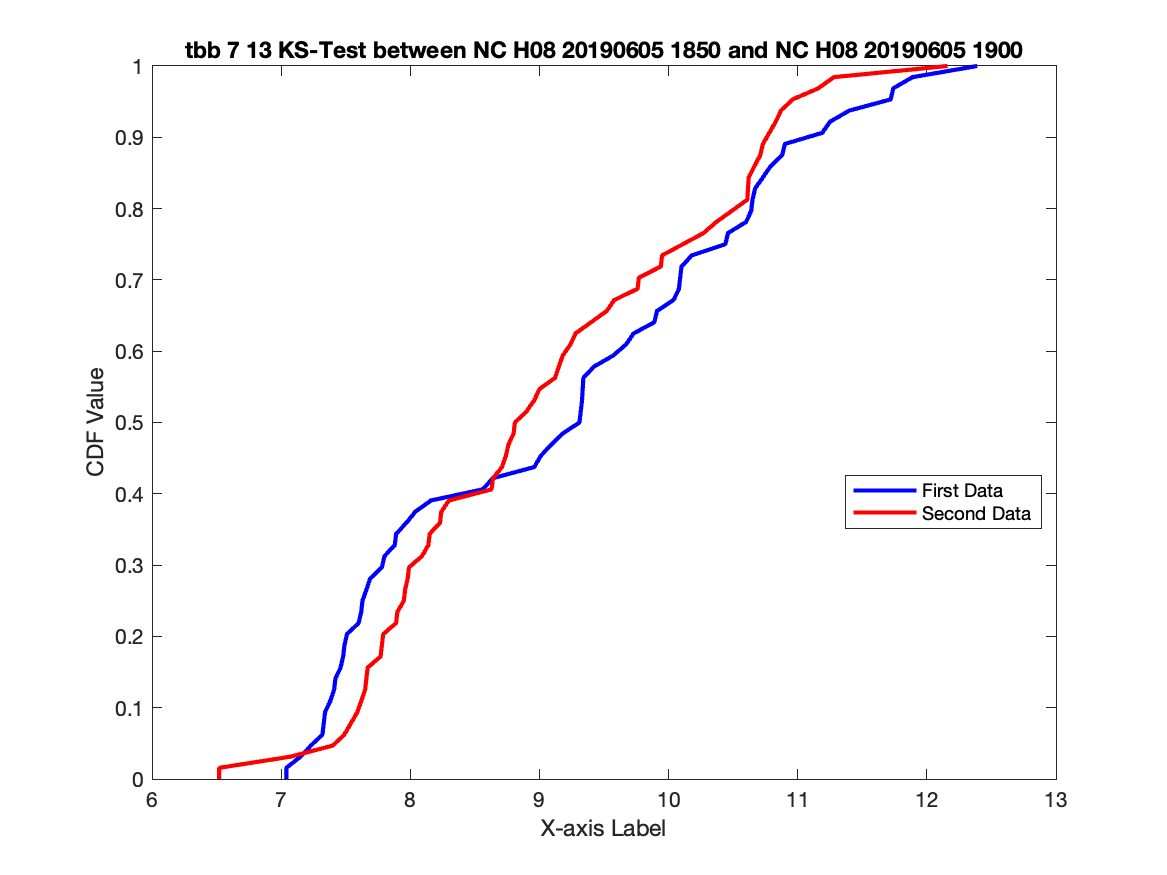 tbb 7 13 KS-Test between NC H08 20190605 1850 and NC H08 20190605 1900
1
0.9
0.8
0.7
0.6
0.5
0.4
0.3
0.2
0.1
0
CDF Value
First Data
Second Data
6 7 8 9 10 11 12 13
X-axis Label